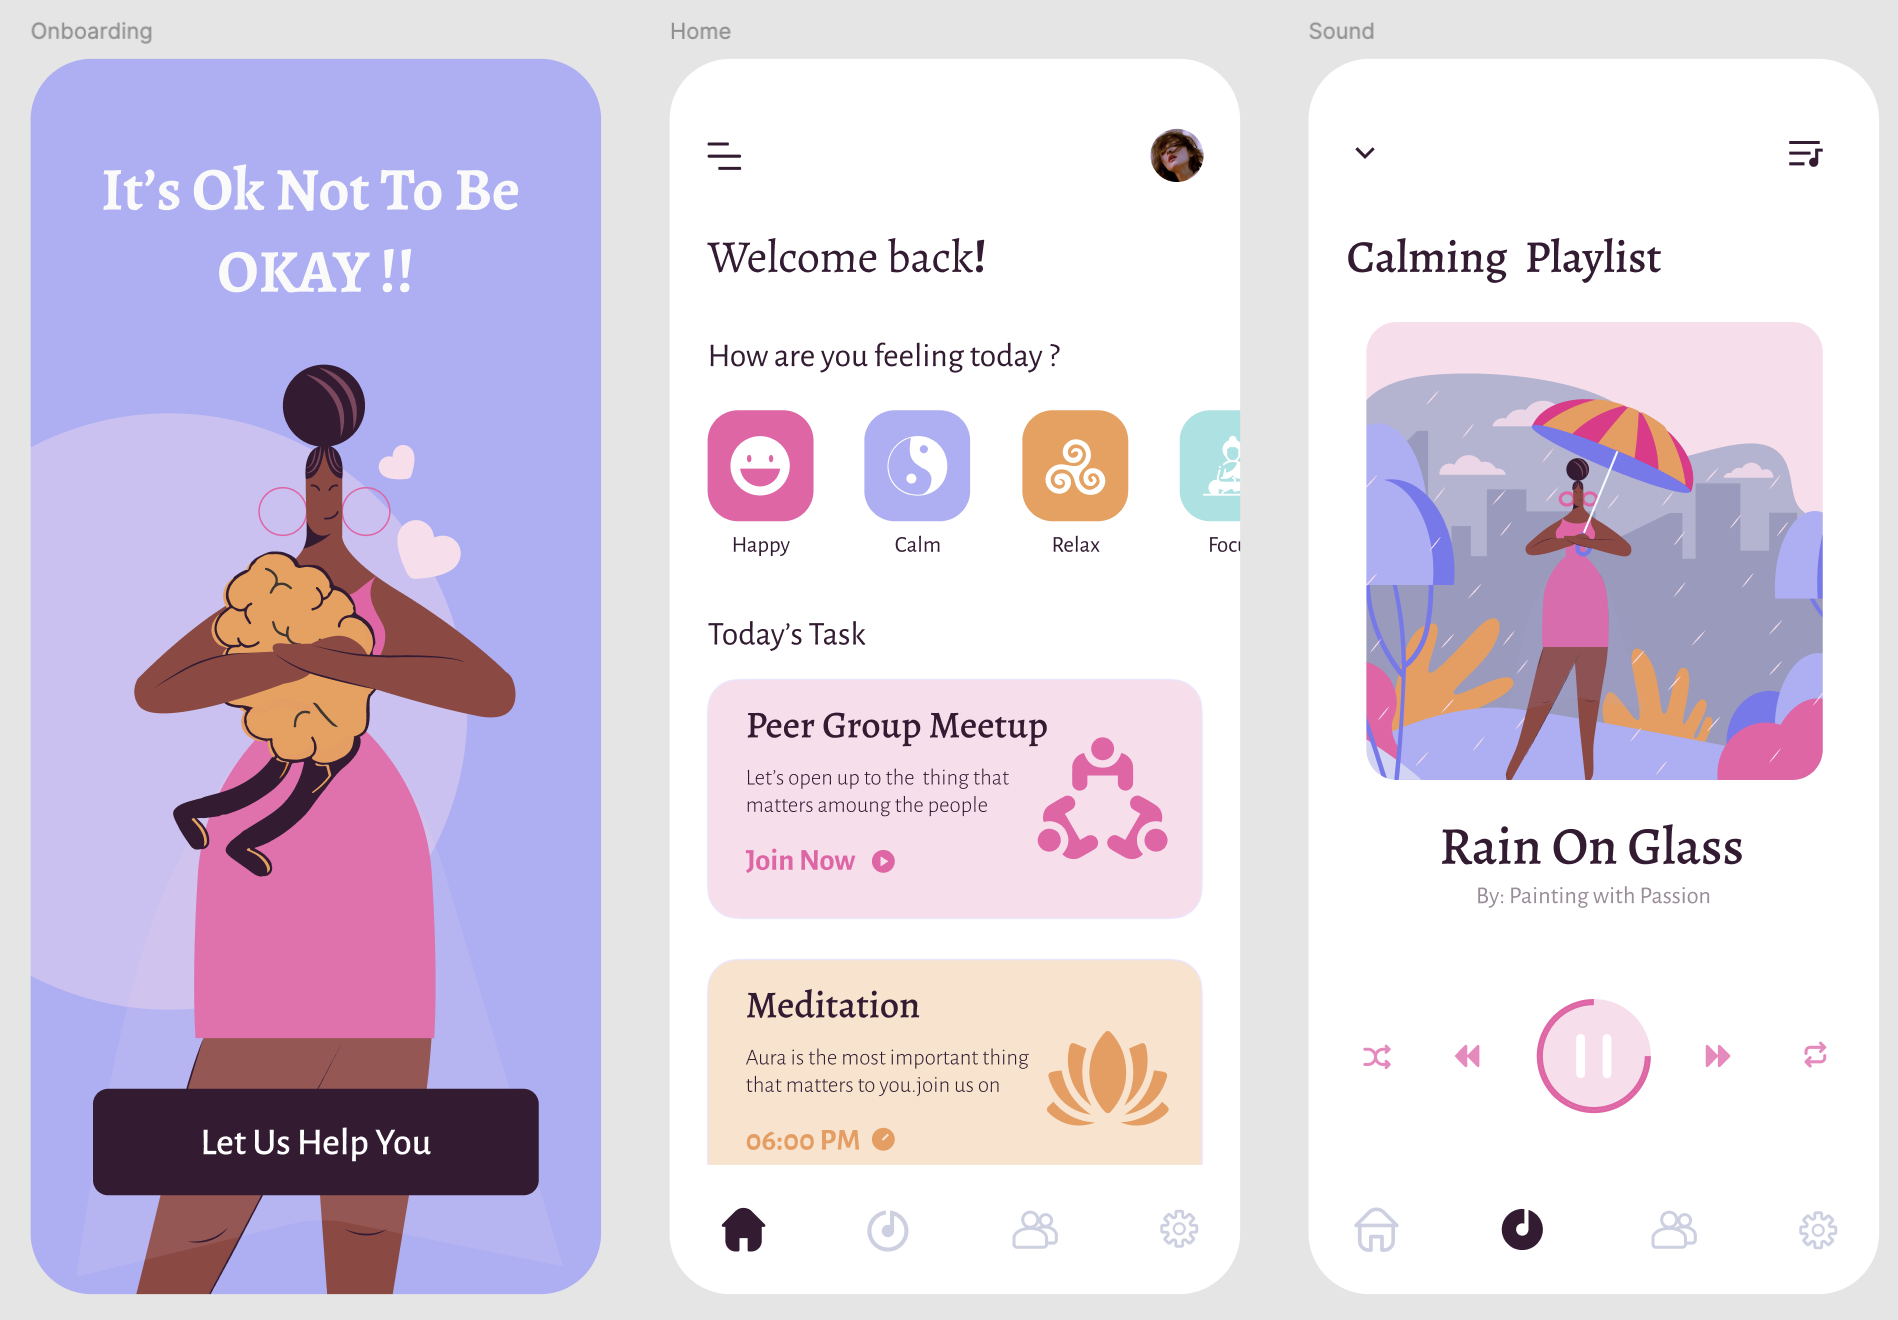 Onboarding
It's Ok Not To Be
OKAY !!
Let Us Help You
Home
Welcome back!
How are you feeling today ?
Happy
Calm
Relax
Focu
Today's Task
Peer Group Meetup
Let's open up to the thing that
matters amoung the people
Join Now
Meditation
Aura is the most important thing
that matters to you.join us on
06:00 PM
Sound
Calming Playlist
Rain On Glass
By: Painting with Passion